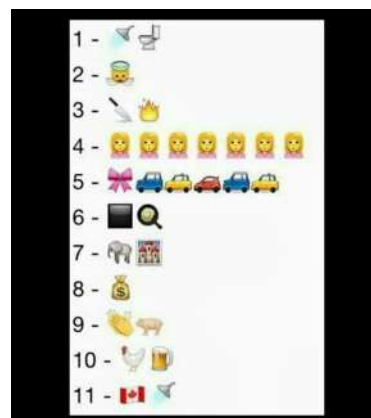 1 - 🚿🚽
2 - 👼
3 - 🔪🔥
4 - 👧👧👧👧👧👧👧
5 - 🎀🚙🚕🚗🚙🚕
6 - ⬛🍳
7 - 🐘🏰
8 - 💰
9 - 👏🐖
10 - 🐓🍺
11 - 🇨🇦🚿